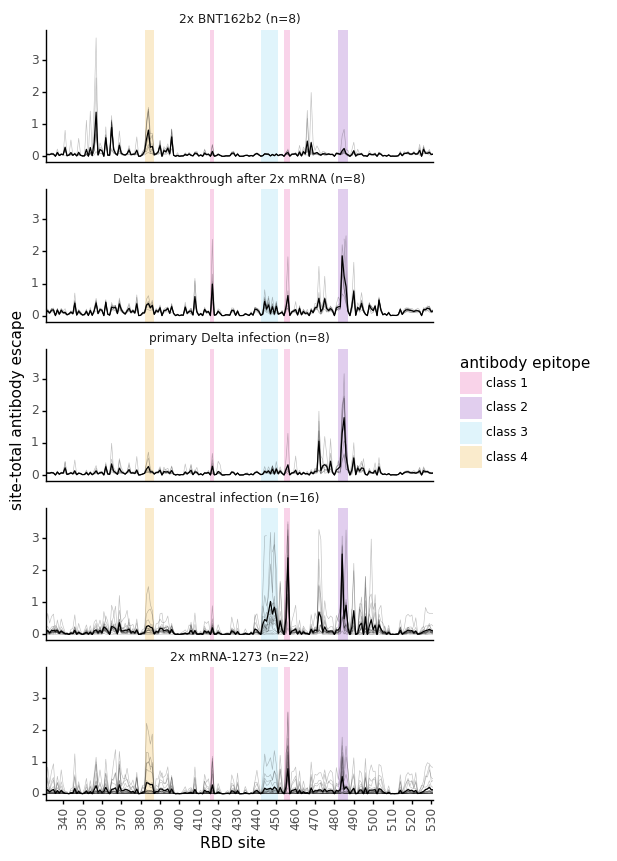 2x BNT162b2 (n=8)
3
2
1
0
Delta breakthrough after 2x mRNA (n=8)
3
2
1
0
primary Delta infection (n=8)
3
2
1
0
ancestral infection (n=16)
3
2
1
0
2x mRNA-1273 (n=22)
3
2
1
0
340 350 360 370 380 390 400 410 420 430 440 450 460 470 480 490 500 510 520 530
RBD site
site-total antibody escape
antibody epitope
class 1
class 2
class 3
class 4